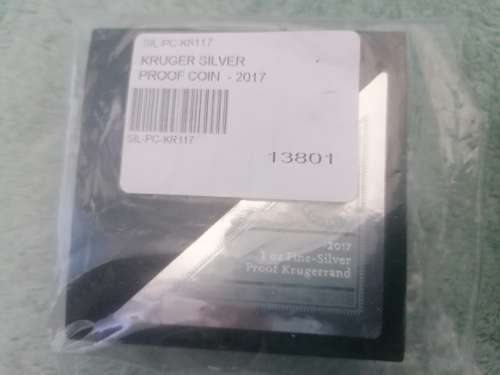 SIL-PC-KR117
KRUGER SILVER
PROOF COIN - 2017
SIL-PC-KR117
13801
2017
1 oz Fine-Silver
Proof Krugerrand